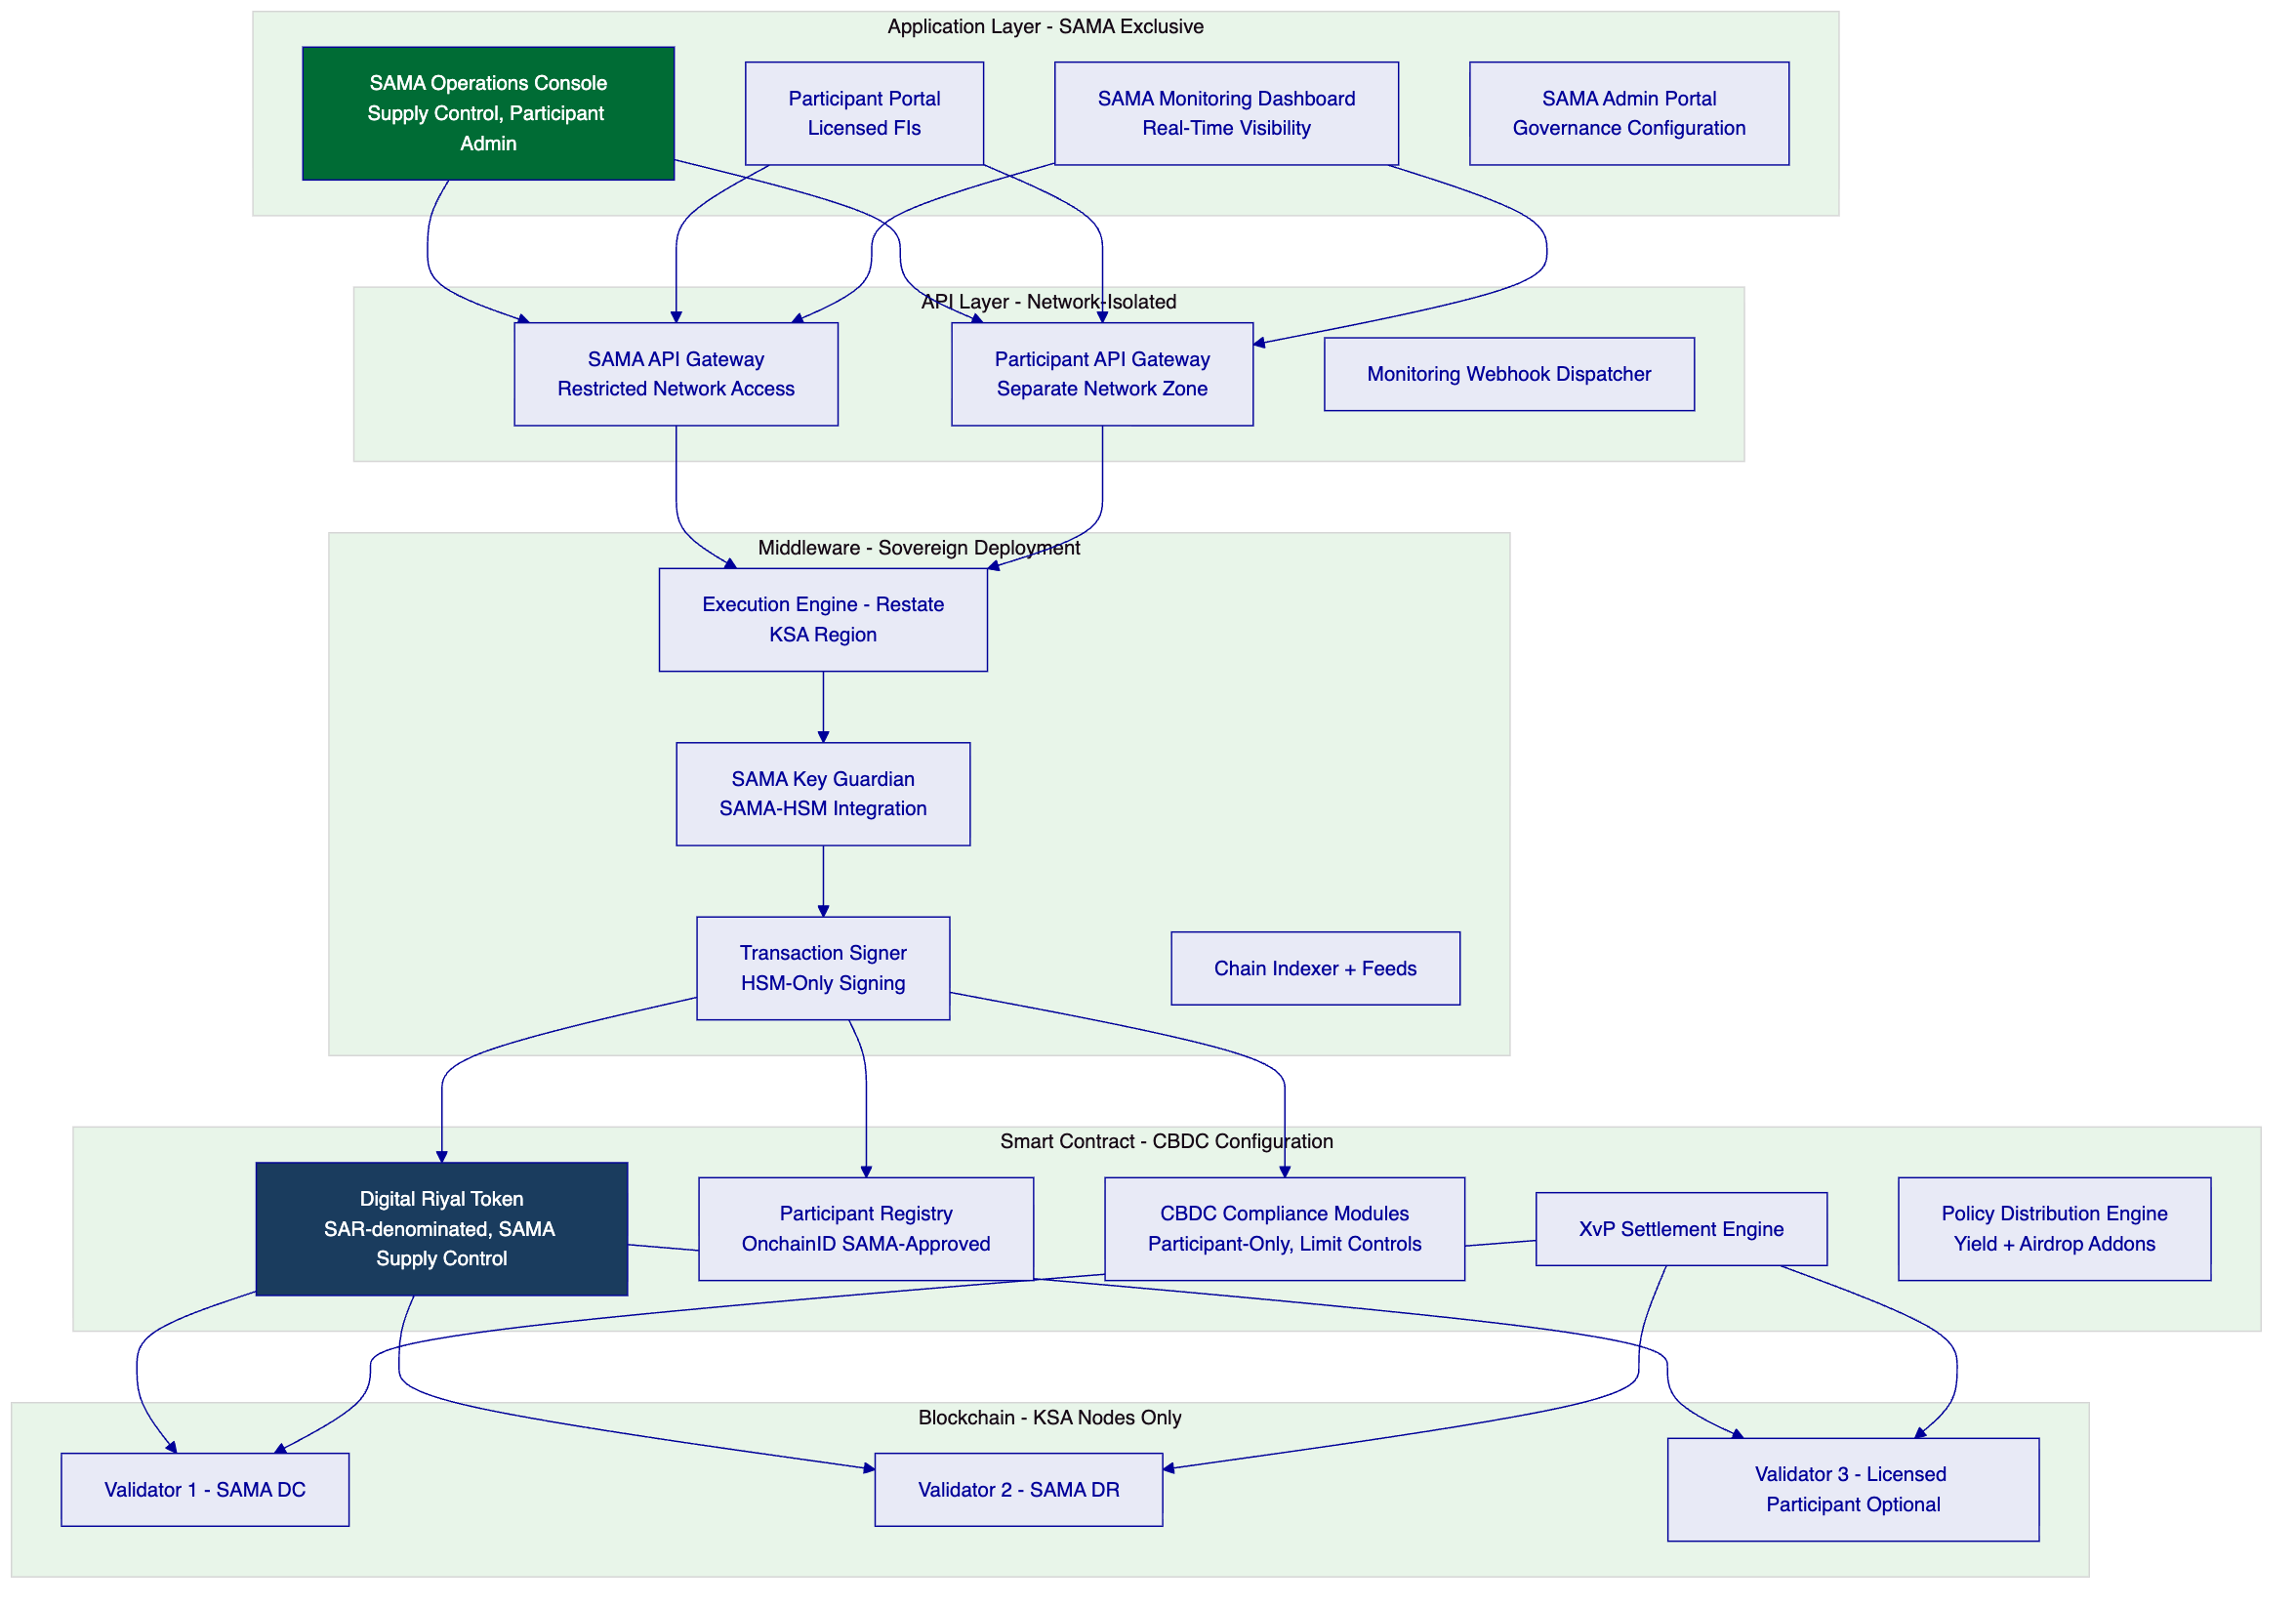 Application Layer - SAMA Exclusive
SAMA Operations Console
Supply Control, Participant
Admin
Participant Portal
Licensed FIs
SAMA Monitoring Dashboard
Real-Time Visibility
SAMA Admin Portal
Governance Configuration
API Layer - Network-Isolated
SAMA API Gateway
Restricted Network Access
Participant API Gateway
Separate Network Zone
Monitoring Webhook Dispatcher
Middleware - Sovereign Deployment
Execution Engine - Restate
KSA Region
SAMA Key Guardian
SAMA-HSM Integration
Transaction Signer
HSM-Only Signing
Chain Indexer + Feeds
Smart Contract - CBDC Configuration
Digital Riyal Token
SAR-denominated, SAMA
Supply Control
Participant Registry
OnchainID SAMA-Approved
CBDC Compliance Modules
Participant-Only, Limit Controls
XvP Settlement Engine
Policy Distribution Engine
Yield + Airdrop Addons
Blockchain - KSA Nodes Only
Validator 1 - SAMA DC
Validator 2 - SAMA DR
Validator 3 - Licensed
Participant Optional